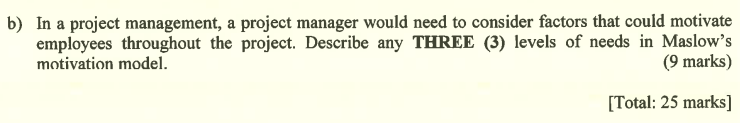 b) In a project management, a project manager would need to consider factors that could motivate
employees throughout the project. Describe any THREE (3) levels of needs in Maslow's
motivation model. (9 marks)
[Total: 25 marks]